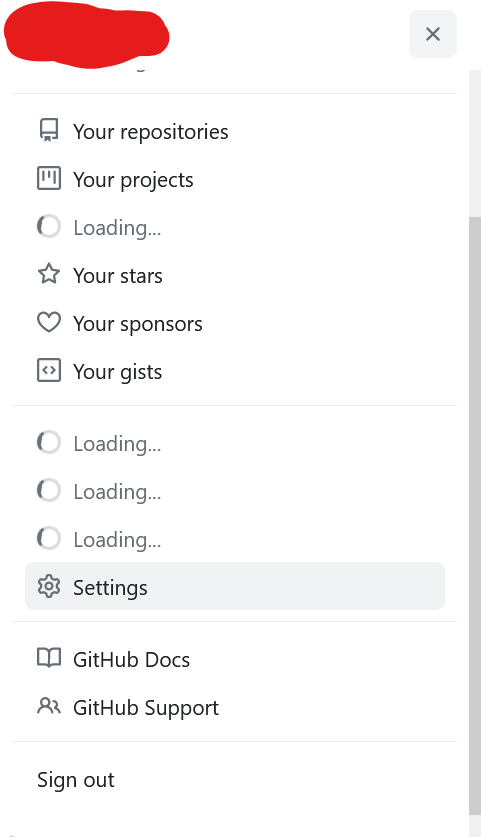 Your repositories
Your projects
Loading...
Your stars
Your sponsors
Your gists
Loading...
Loading...
Loading...
Settings
GitHub Docs
GitHub Support
Sign out